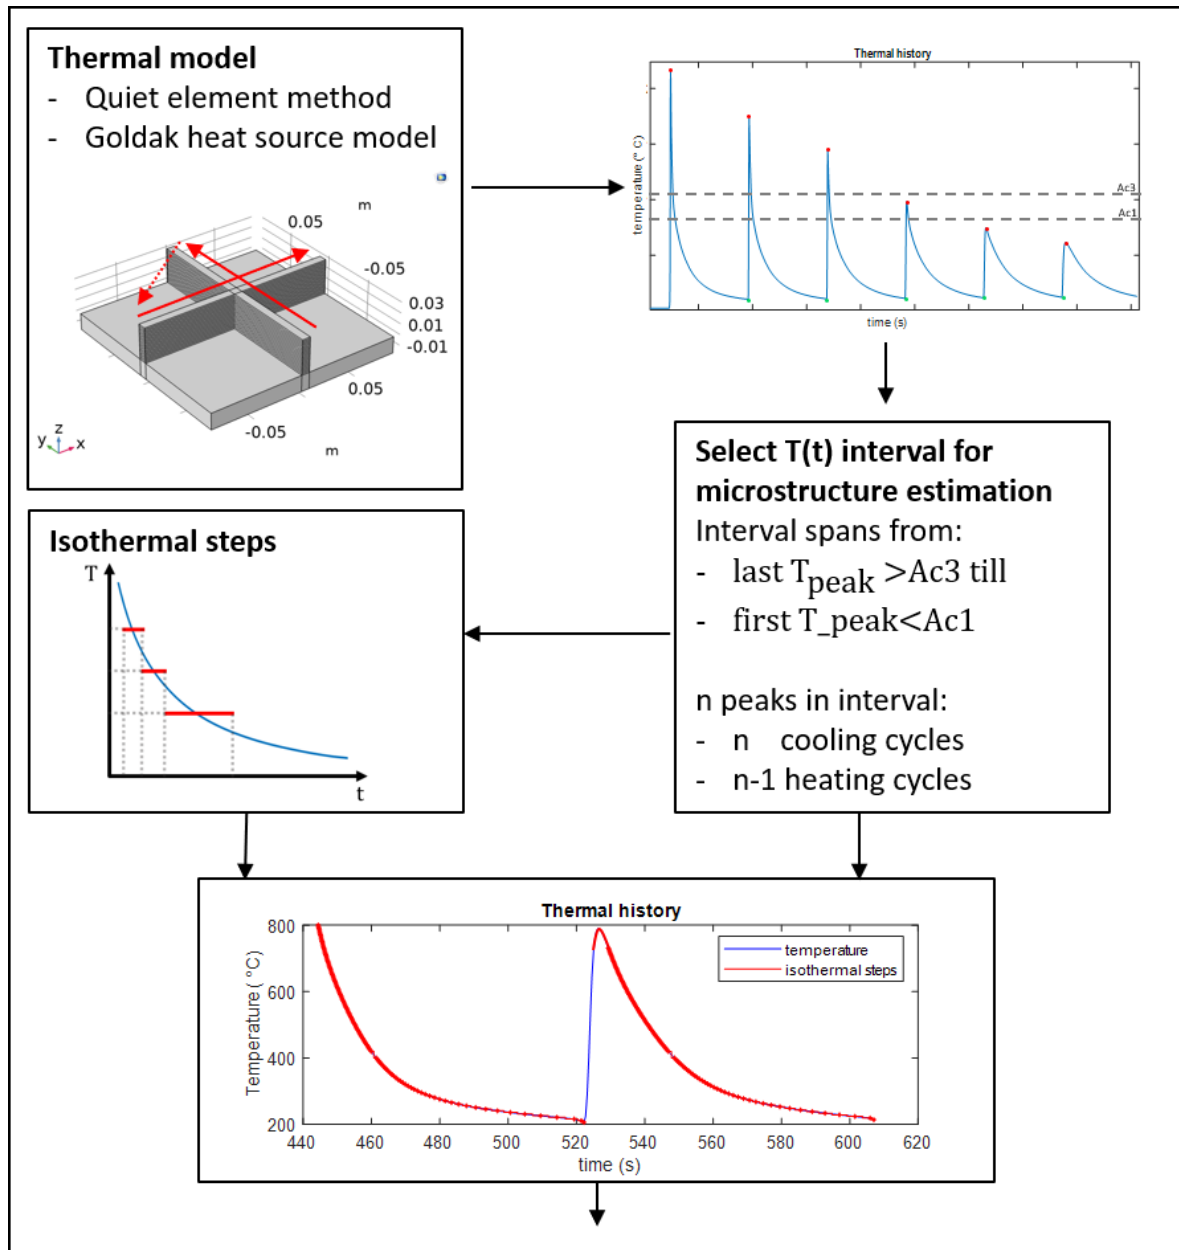 Thermal model
- Quiet element method
- Goldak heat source model
m
0.05
-0.05
0.03
0.01
-0.01
0.05
-0.05
m
y z x
Thermal history
temperature (° C)
Ac3
Ac1
time (s)
Select T(t) interval for
microstructure estimation
Interval spans from:
- last Tpeak >Ac3 till
- first T_peak<Ac1
n peaks in interval:
- n cooling cycles
- n-1 heating cycles
Isothermal steps
T
t
Thermal history
Temperature ( °C)
800
600
400
200
440 460 480 500 520 540 560 580 600 620
time (s)
temperature
isothermal steps